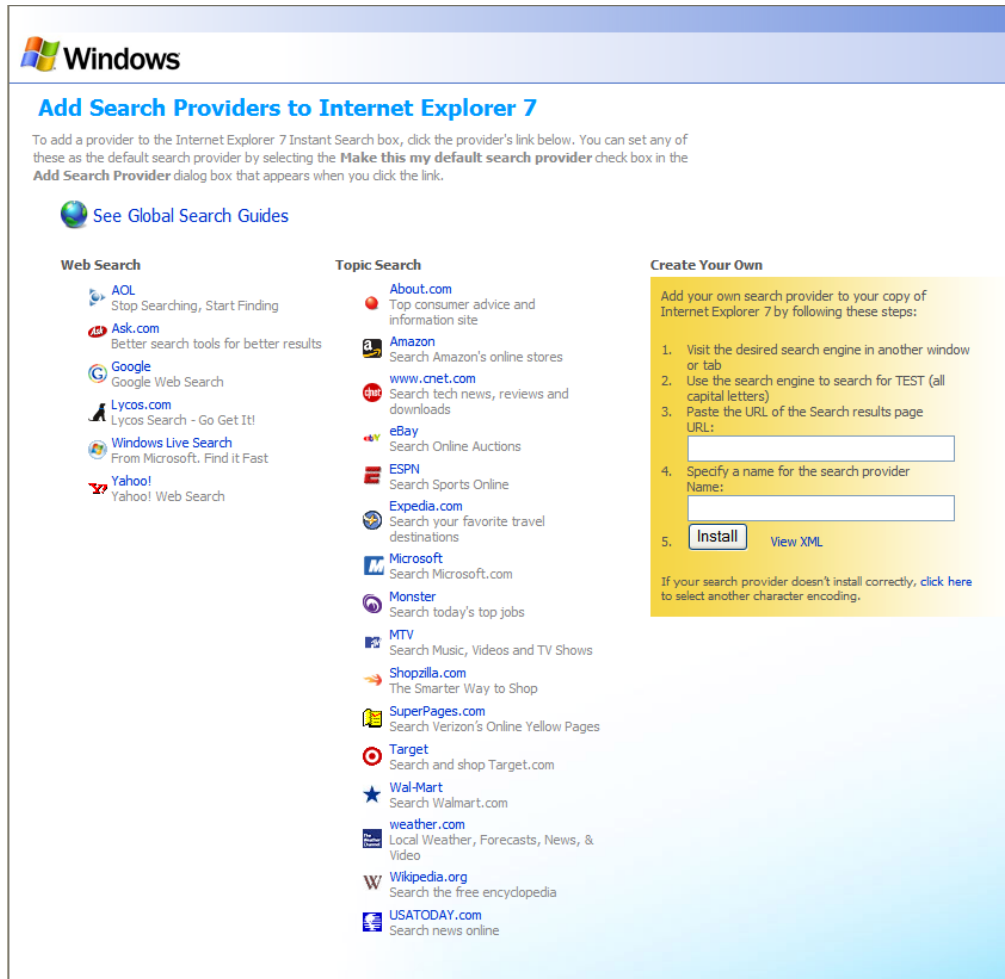 Windows
Add Search Providers to Internet Explorer 7
To add a provider to the Internet Explorer 7 Instant Search box, click the provider's link below. You can set any of
these as the default search provider by selecting the Make this my default search provider check box in the
Add Search Provider dialog box that appears when you click the link.
See Global Search Guides
Web Search
AOL
Stop Searching, Start Finding
Ask
Ask.com
Better search tools for better results
G
Google
Google Web Search
Lycos.com
Lycos Search - Go Get It!
Windows Live Search
From Microsoft. Find it Fast
Y!
Yahoo!
Yahoo! Web Search
Topic Search
About.com
Top consumer advice and
information site
a
Amazon
Search Amazon's online stores
cnet
www.cnet.com
Search tech news, reviews and
downloads
ebY
eBay
Search Online Auctions
E
ESPN
Search Sports Online
Expedia.com
Search your favorite travel
destinations
M
Microsoft
Search Microsoft.com
Monster
Search today's top jobs
MTV
Search Music, Videos and TV Shows
Shopzilla.com
The Smarter Way to Shop
SuperPages.com
Search Verizon's Online Yellow Pages
Target
Search and shop Target.com
Wal-Mart
Search Walmart.com
The
Weather
Channel
weather.com
Local Weather, Forecasts, News, &
Video
W
Wikipedia.org
Search the free encyclopedia
USATODAY.com
Search news online
Create Your Own
Add your own search provider to your copy of
Internet Explorer 7 by following these steps:
1. Visit the desired search engine in another window
or tab
2. Use the search engine to search for TEST (all
capital letters)
3. Paste the URL of the Search results page
URL:
4. Specify a name for the search provider
Name:
5. Install View XML
If your search provider doesn't install correctly, click here
to select another character encoding.